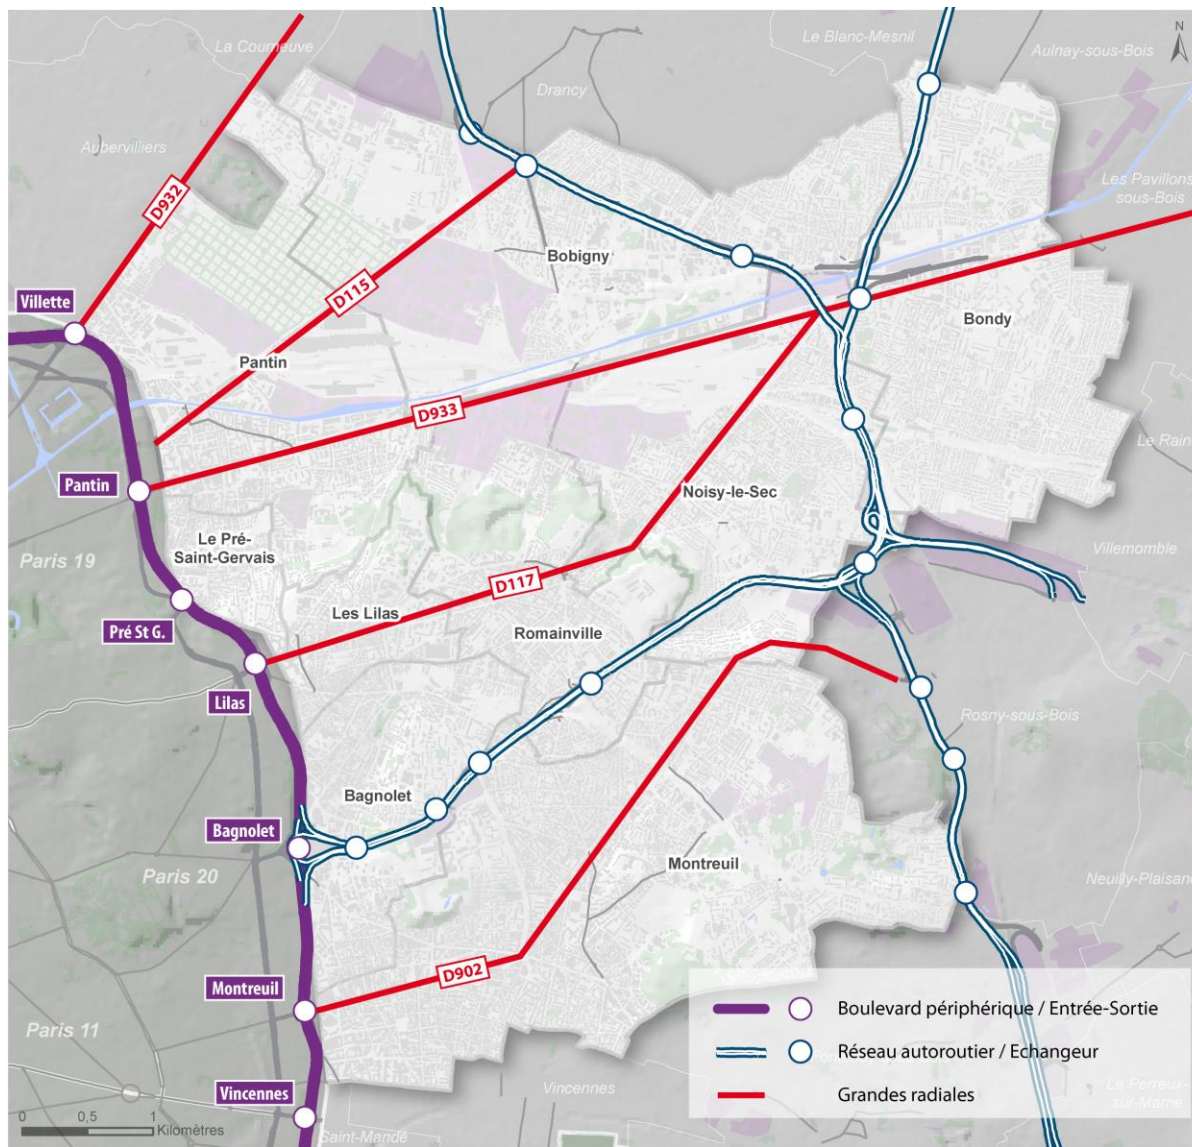 La Courneuve
Le Blanc-Mesnil
Aulnay-sous-Bois
N
Drancy
Aubervilliers
Les Pavillons
sous-Bois
D932
Bobigny
Villette
D115
Bondy
Pantin
D933
Le Rain
Pantin
Noisy-le-Sec
Le Pré-
Saint-Gervais
Paris 19
Villemomble
D117
Les Lilas
Pré St G.
Romainville
Lilas
Rosny-sous-Bois
Bagnolet
Bagnolet
Montreuil
Paris 20
Neuilly-Plaisanc
D902
Montreuil
Boulevard périphérique / Entrée-Sortie
Paris 11
Réseau autoroutier / Echangeur
Vincennes
Vincennes
Le Perreux-
sur-Marne
Grandes radiales
0 0,5 1
Kilomètres
Saint-Mandé